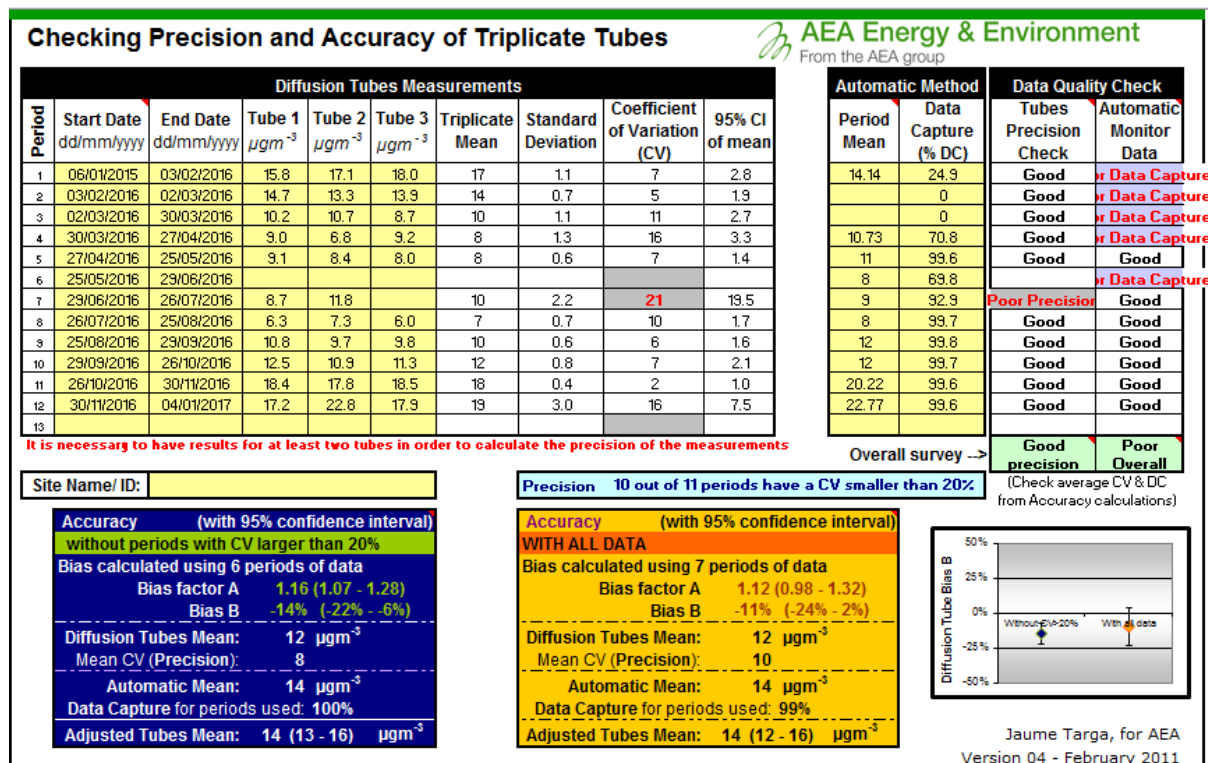 Checking Precision and Accuracy of Triplicate Tubes
AEA Energy & Environment
From the AEA group
Diffusion Tubes Measurements
Automatic Method
Data Quality Check
Period Start Date dd/mm/yyyy End Date dd/mm/yyyy Tube 1 µgm-3 Tube 2 µgm-3 Tube 3 µgm-3 Triplicate Mean Standard Deviation Coefficient of Variation (CV) 95% CI of mean Period Mean Data Capture (% DC) Tubes Precision Check Automatic Monitor Data
1 06/01/2015 03/02/2016 15.8 17.1 18.0 17 1.1 7 2.8 14.14 24.9 Good r Data Capture
2 03/02/2016 02/03/2016 14.7 13.3 13.9 14 0.7 5 1.9 0 Good r Data Capture
3 02/03/2016 30/03/2016 10.2 10.7 8.7 10 1.1 11 2.7 0 Good r Data Capture
4 30/03/2016 27/04/2016 9.0 6.8 9.2 8 1.3 16 3.3 10.73 70.8 Good r Data Capture
5 27/04/2016 25/05/2016 9.1 8.4 8.0 8 0.6 7 1.4 11 99.6 Good Good
6 25/05/2016 29/06/2016 8 69.8 r Data Capture
7 29/06/2016 26/07/2016 8.7 11.8 10 2.2 21 19.5 9 92.9 Poor Precision Good
8 26/07/2016 25/08/2016 6.3 7.3 6.0 7 0.7 10 1.7 8 99.7 Good Good
9 25/08/2016 29/09/2016 10.8 9.7 9.8 10 0.6 6 1.6 12 99.8 Good Good
10 29/09/2016 26/10/2016 12.5 10.9 11.3 12 0.8 7 2.1 12 99.7 Good Good
11 26/10/2016 30/11/2016 18.4 17.8 18.5 18 0.4 2 1.0 20.22 99.6 Good Good
12 30/11/2016 04/01/2017 17.2 22.8 17.9 19 3.0 16 7.5 22.77 99.6 Good Good
13
It is necessary to have results for at least two tubes in order to calculate the precision of the measurements
Overall survey --> Good precision Poor Overall
(Check average CV & DC
from Accuracy calculations)
Site Name/ ID:
Precision 10 out of 11 periods have a CV smaller than 20%
Accuracy (with 95% confidence interval)
without periods with CV larger than 20%
Bias calculated using 6 periods of data
Bias factor A 1.16 (1.07 - 1.28)
Bias B -14% (-22% - -6%)
Diffusion Tubes Mean: 12 µgm-3
Mean CV (Precision): 8
Automatic Mean: 14 µgm-3
Data Capture for periods used: 100%
Adjusted Tubes Mean: 14 (13 - 16) µgm-3
Accuracy (with 95% confidence interval)
WITH ALL DATA
Bias calculated using 7 periods of data
Bias factor A 1.12 (0.98 - 1.32)
Bias B -11% (-24% - 2%)
Diffusion Tubes Mean: 12 µgm-3
Mean CV (Precision): 10
Automatic Mean: 14 µgm-3
Data Capture for periods used: 99%
Adjusted Tubes Mean: 14 (12 - 16) µgm-3
Diffusion Tube Bias B
50%
25%
0%
-25%
-50%
Without CV>20% With all data
Jaume Targa, for AEA
Version 04 - February 2011